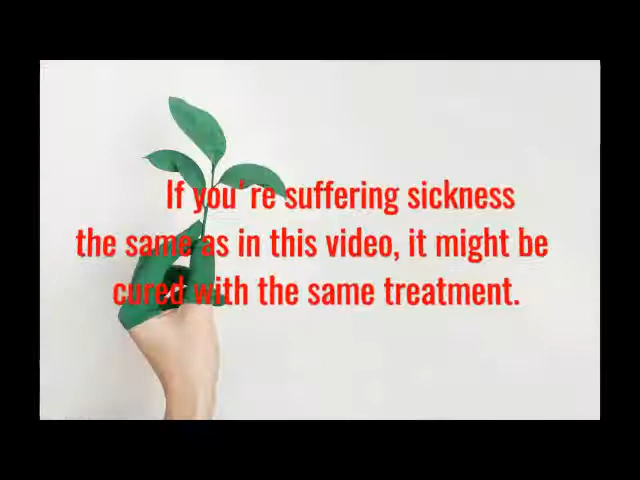 If you´re suffering sickness
the same as in this video, it might be
cured with the same treatment.